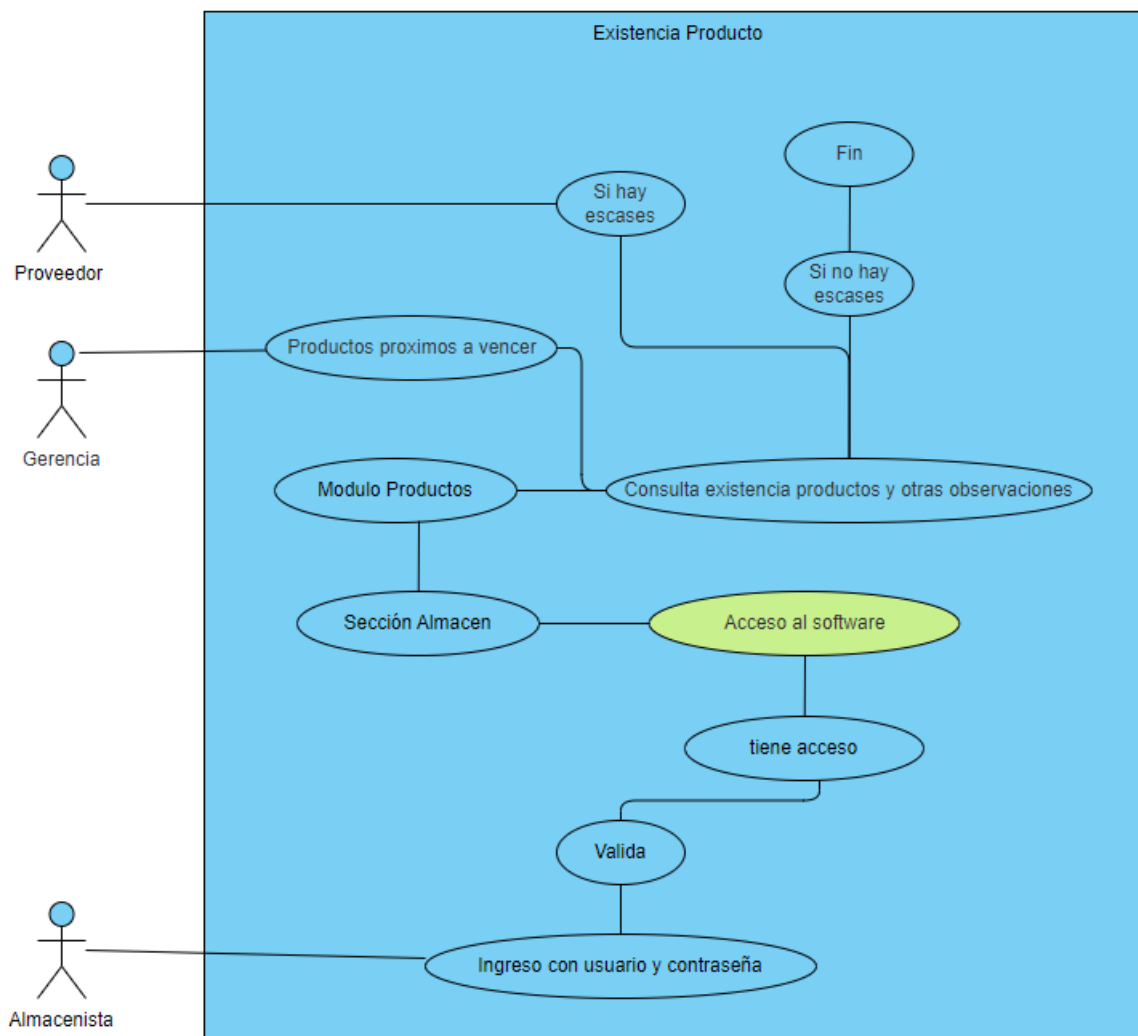 Existencia Producto
Fin
Si hay
escases
Proveedor
Si no hay
escases
Productos proximos a vencer
Gerencia
Modulo Productos
Consulta existencia productos y otras observaciones
Sección Almacen
Acceso al software
tiene acceso
Valida
Ingreso con usuario y contraseña
Almacenista